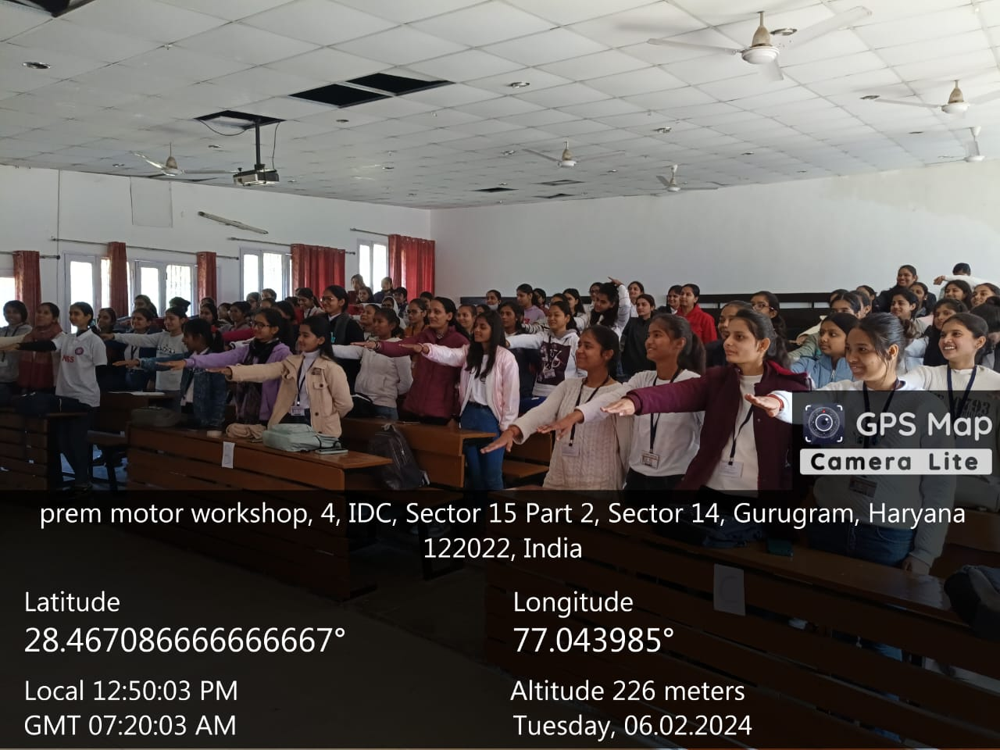 NSS
GPS Map
Camera Lite
prem motor workshop, 4, IDC, Sector 15 Part 2, Sector 14, Gurugram, Haryana
122022, India
Latitude
28.467086666666667°
Longitude
77.043985°
Local 12:50:03 PM
GMT 07:20:03 AM
Altitude 226 meters
Tuesday, 06.02.2024
C